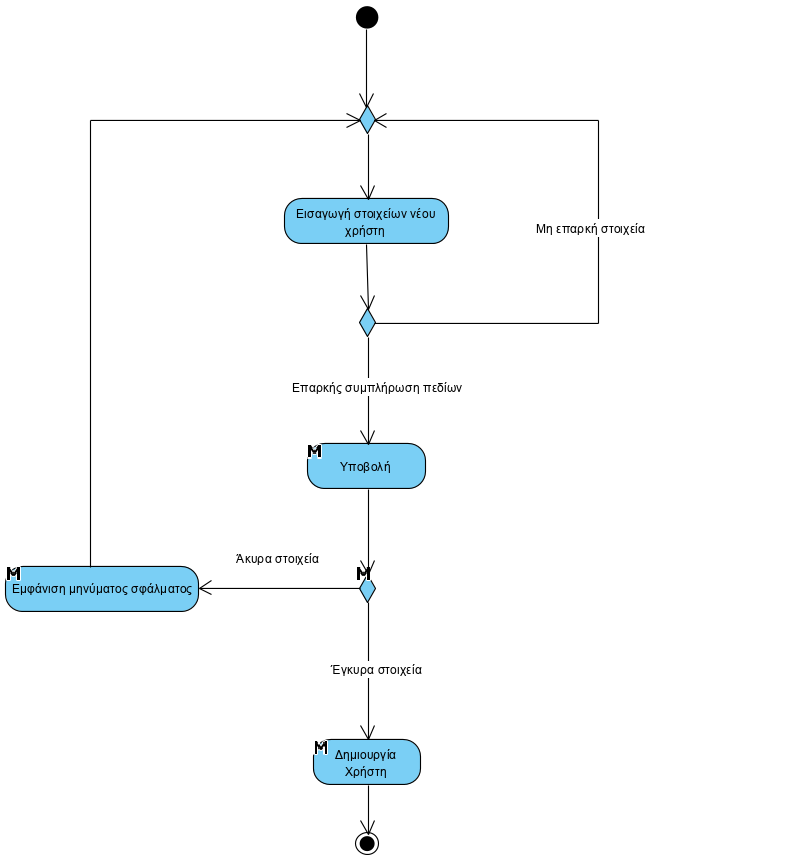 Εισαγωγή στοιχείων νέου
χρήστη
Μη επαρκή στοιχεία
Επαρκής συμπλήρωση πεδίων
M
Υποβολή
Άκυρα στοιχεία
M
M
Εμφάνιση μηνύματος σφάλματος
Έγκυρα στοιχεία
M
Δημιουργία
Χρήστη